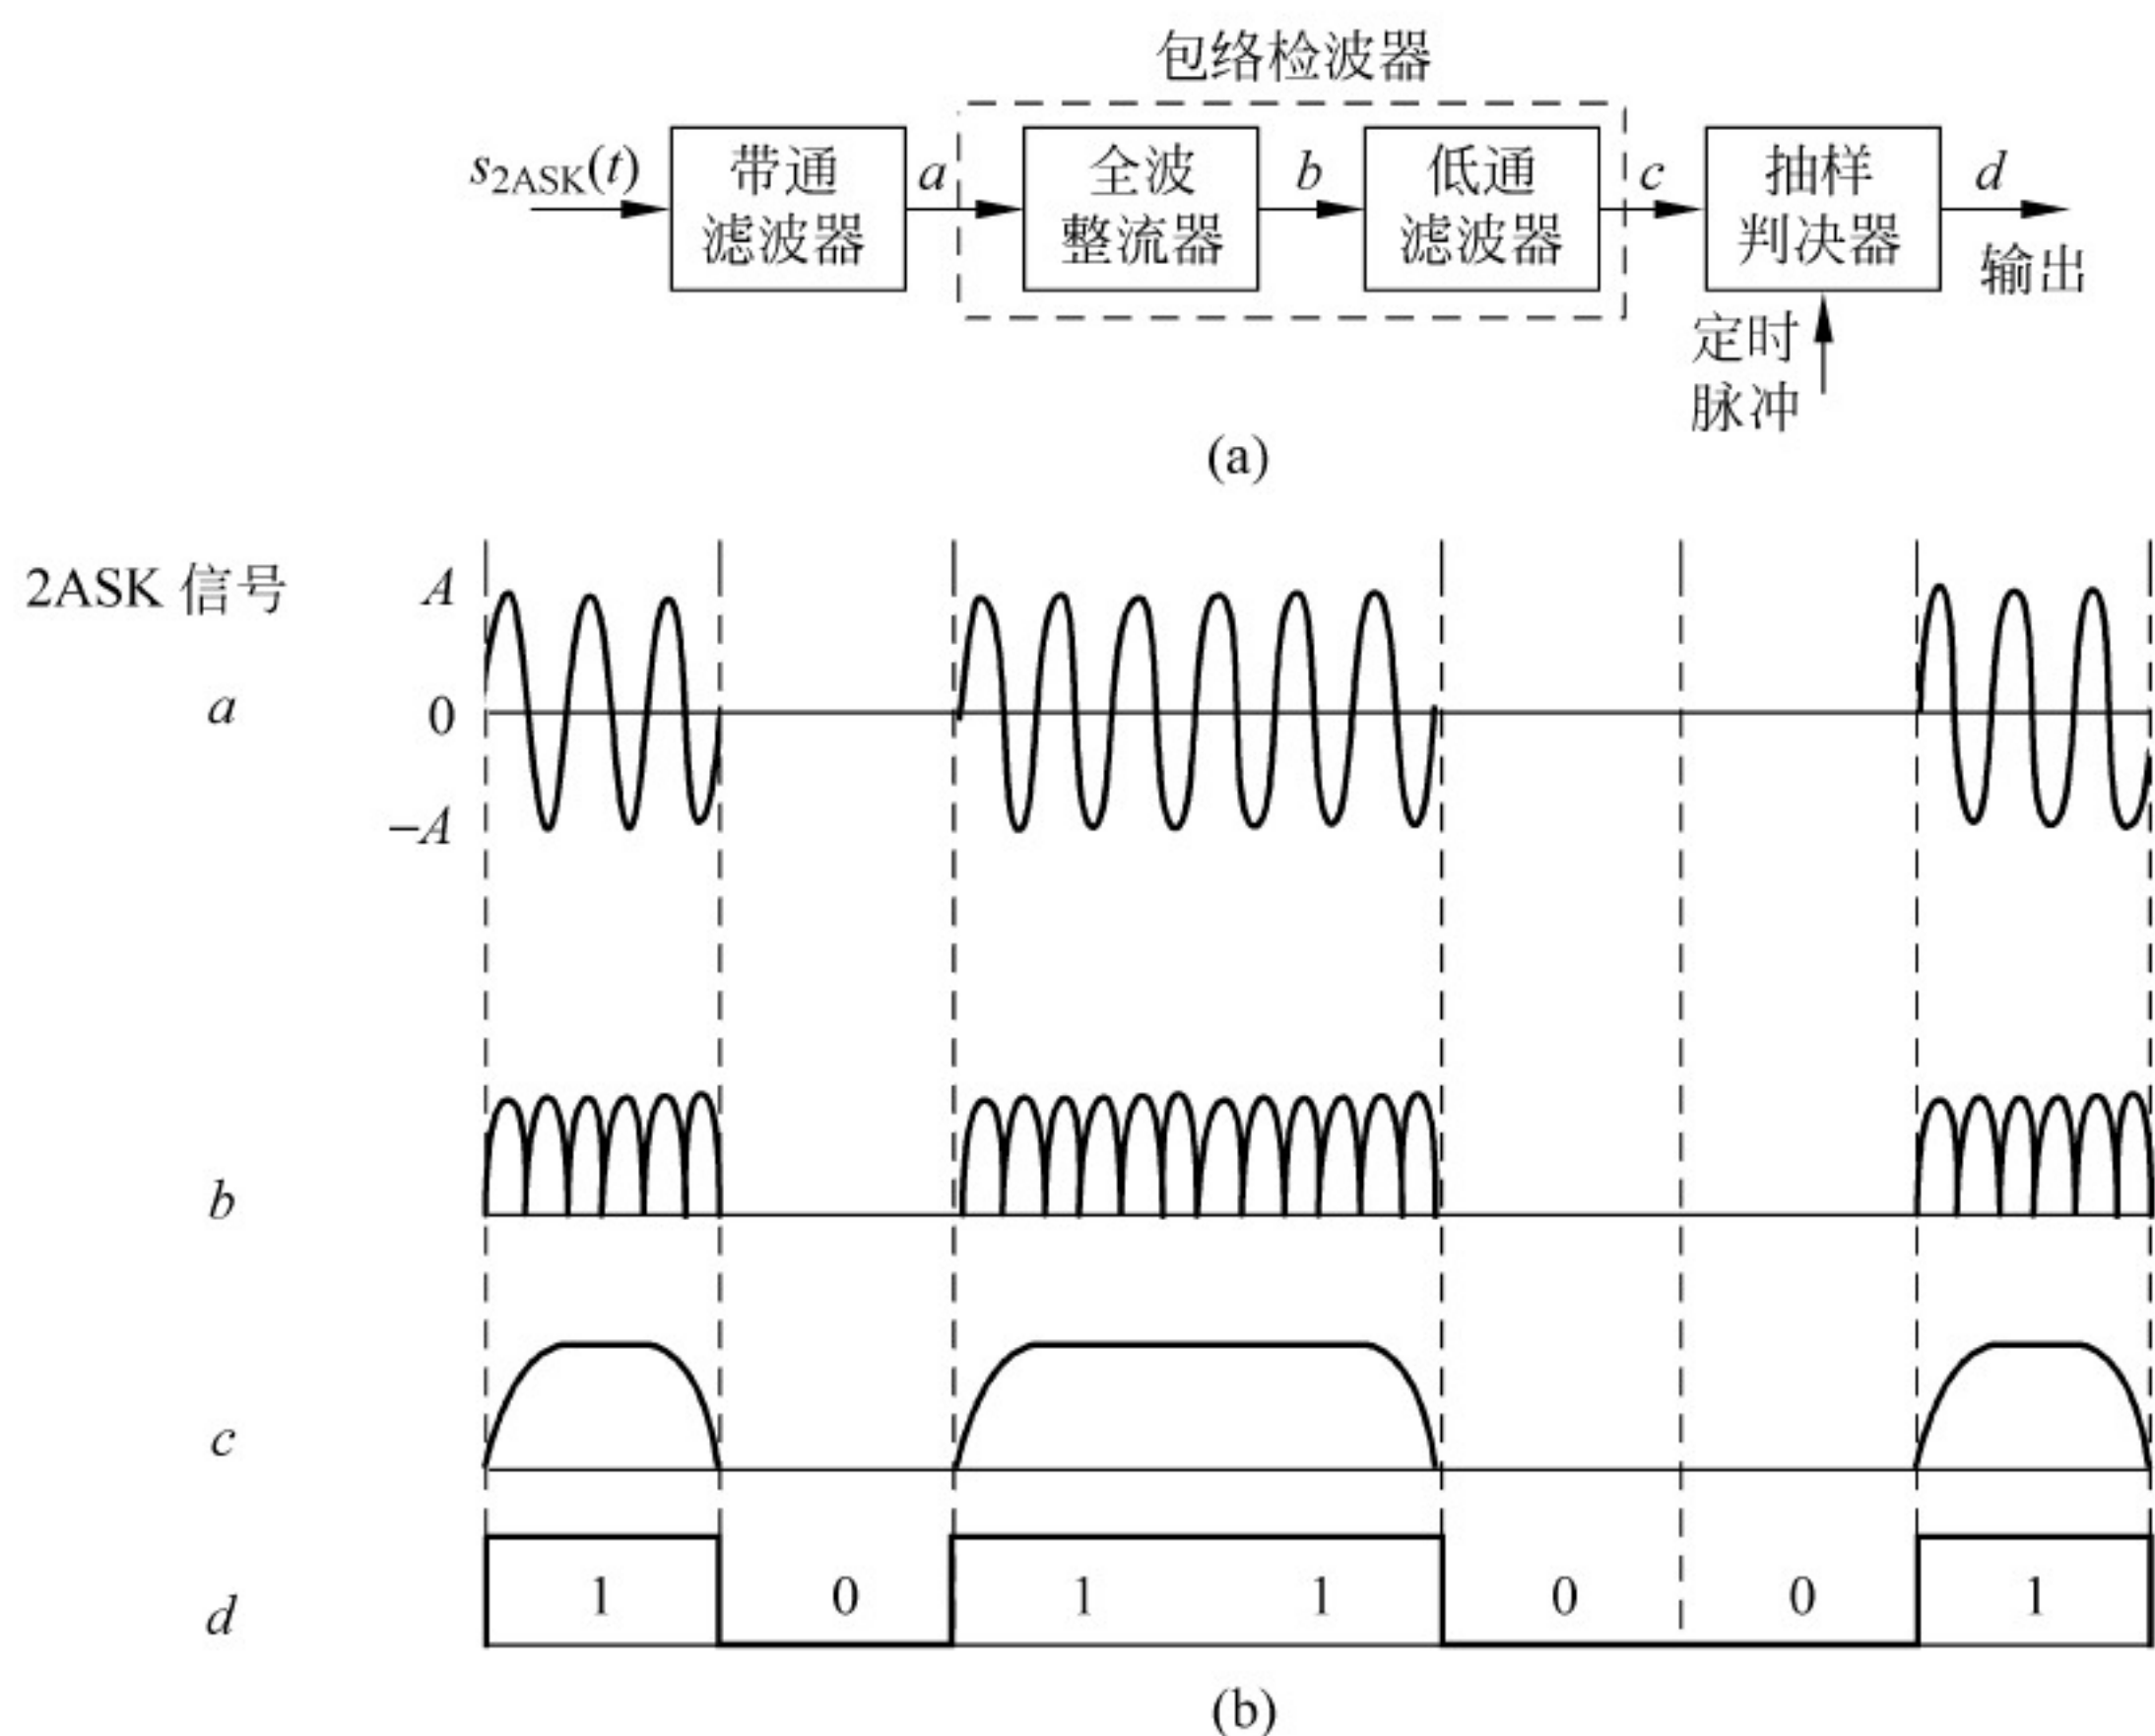 包络检波器
s2ASK(t)
带通
滤波器
a
全波
整流器
b
低通
滤波器
c
抽样
判决器
d
输出
定时
脉冲
(a)
2ASK 信号
A
a
0
−A
b
c
d
1 0 1 1 0 0 1
(b)